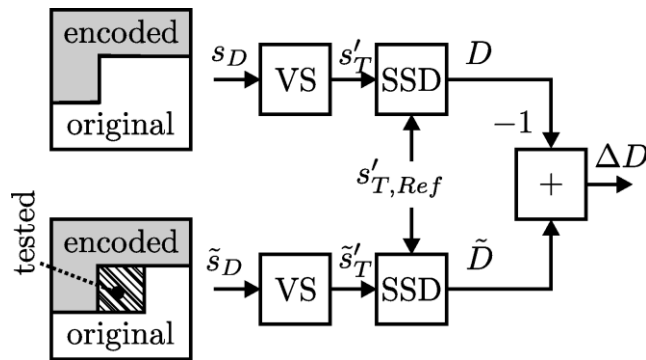 encoded
original
s_D
VS
s'_T
SSD
D
−1
s'_{T,Ref}
+
ΔD
tested
encoded
original
s̃_D
VS
s̃'_T
SSD
D̃